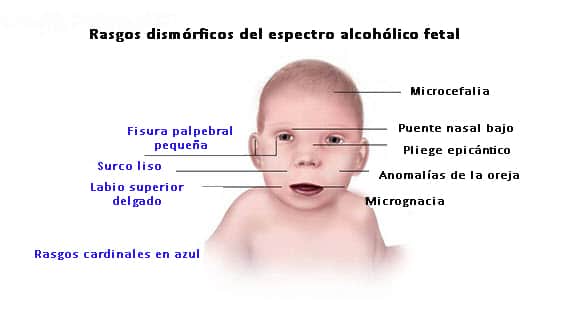 Rasgos dismórficos del espectro alcohólico fetal
Microcefalia
Fisura palpebral
pequeña
Puente nasal bajo
Pliege epicántico
Surco liso
Anomalías de la oreja
Labio superior
delgado
Micrognacia
Rasgos cardinales en azul